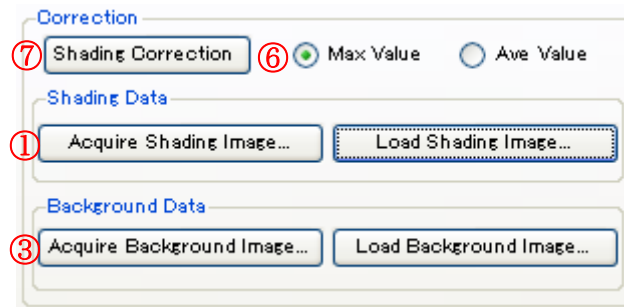 Correction
⑦ Shading Correction ⑥ Max Value Ave Value
Shading Data
① Acquire Shading Image... Load Shading Image...
Background Data
③ Acquire Background Image... Load Background Image...